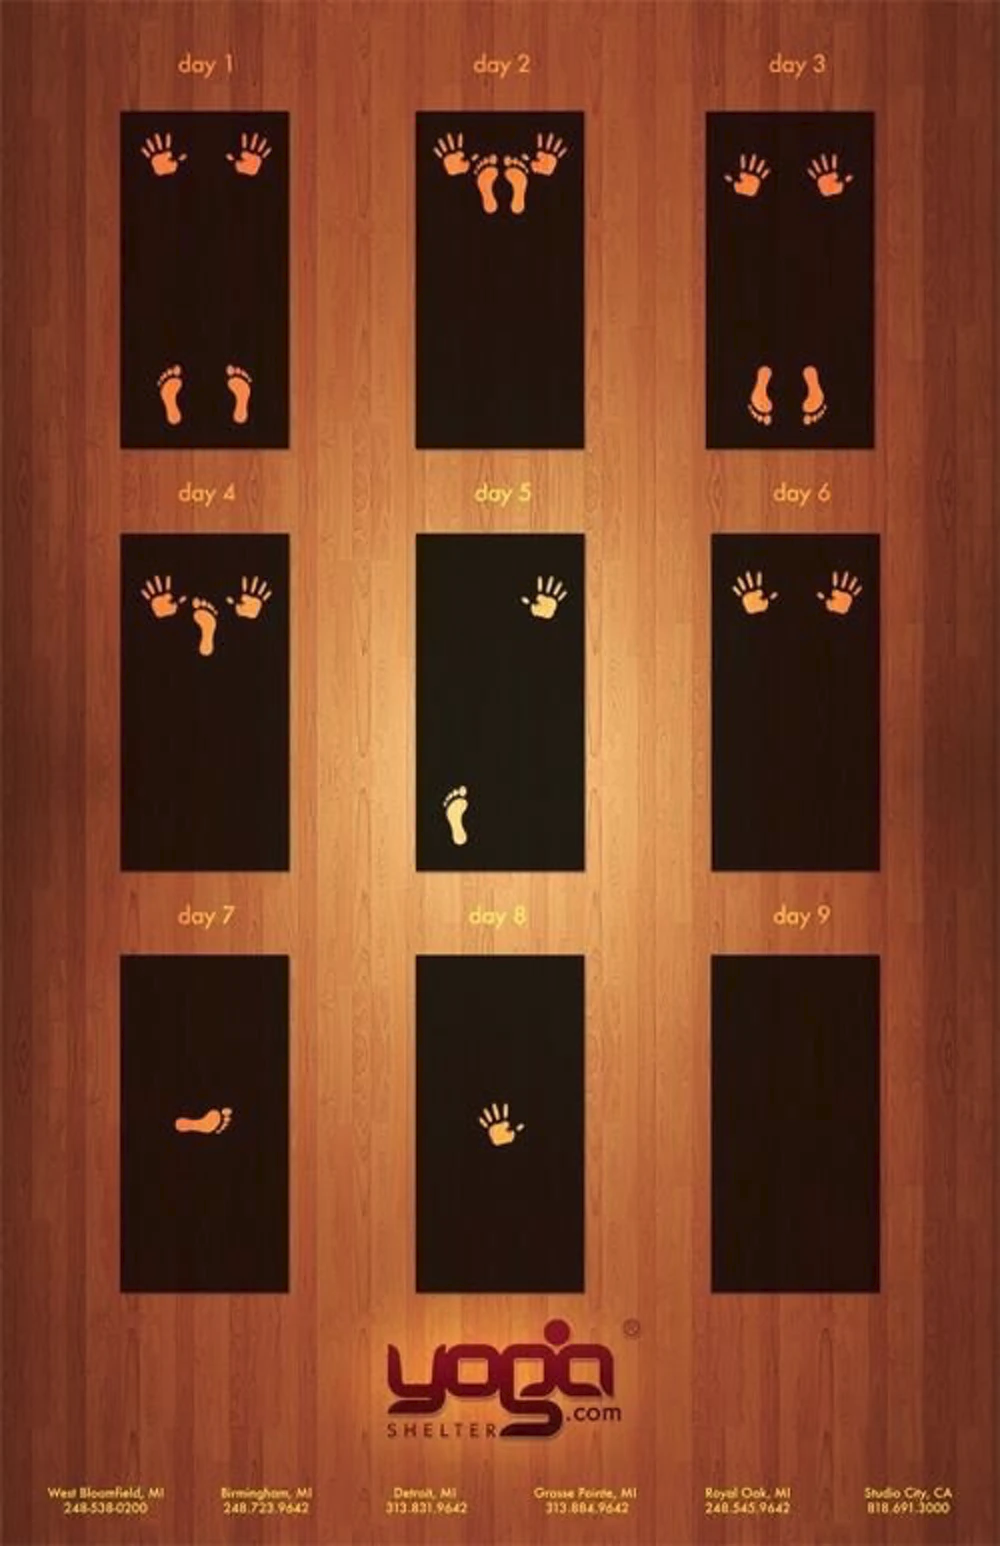 day 1
day 2
day 3
day 4
day 5
day 6
day 7
day 8
day 9
yoga ®
SHELTER .com
West Bloomfield, MI
248-538-0200
Birmingham, MI
248.723.9642
Detroit, MI
313.831.9642
Grosse Pointe, MI
313.884.9642
Royal Oak, MI
248.545.9642
Studio City, CA
818.691.3000